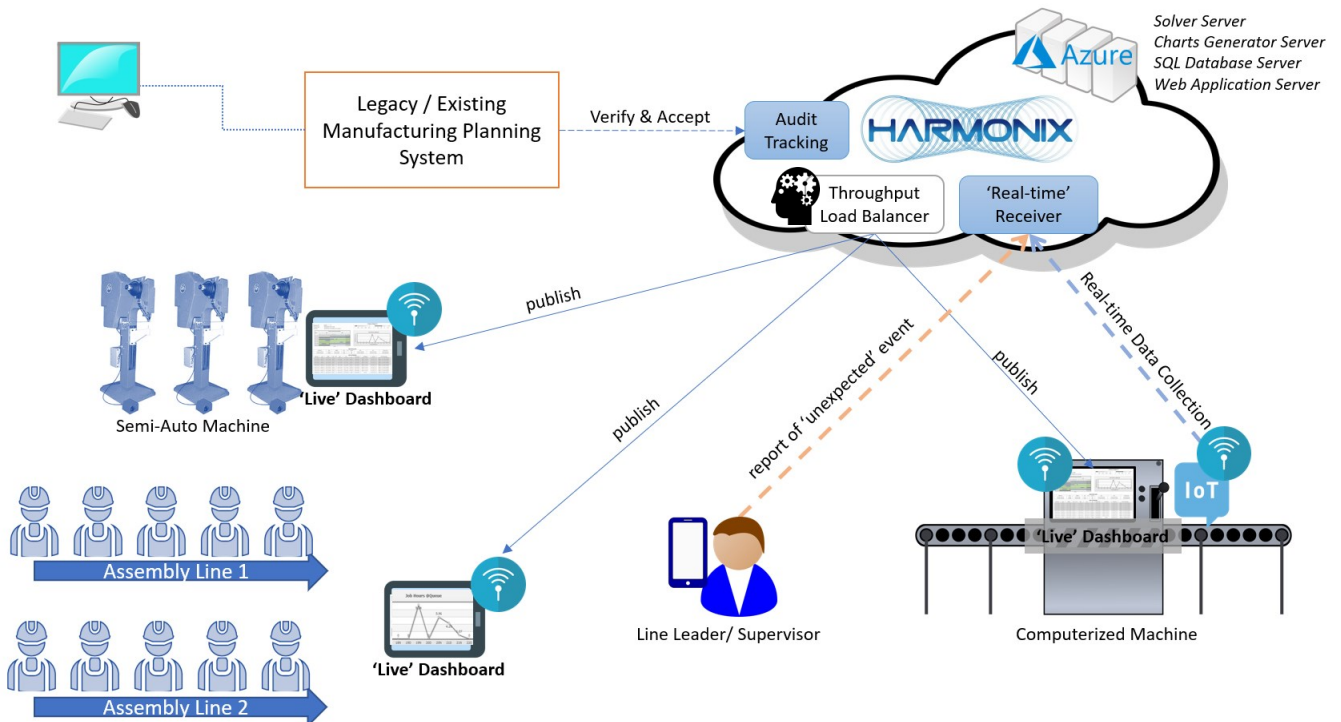 Solver Server
Charts Generator Server
SQL Database Server
Web Application Server
Azure
HARMONIX
Legacy / Existing
Manufacturing Planning
System
Verify & Accept
Audit
Tracking
Throughput
Load Balancer
‘Real-time’
Receiver
publish
publish
publish
report of ‘unexpected’ event
Real-time Data Collection
‘Live’ Dashboard
Semi-Auto Machine
IoT
‘Live’ Dashboard
Assembly Line 1
Line Leader/ Supervisor
Computerized Machine
‘Live’ Dashboard
Assembly Line 2